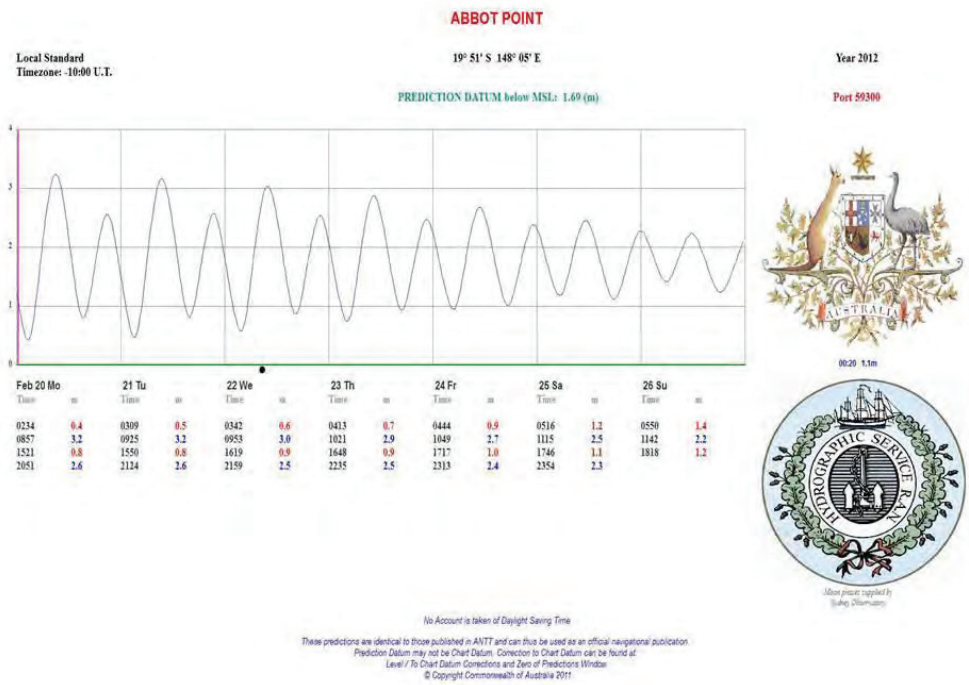 ABBOT POINT
Local Standard
Timezone: -10:00 U.T.
19° 51' S 148° 05' E
Year 2012
PREDICTION DATUM below MSL: 1.69 (m)
Port 59300
4
3
2
1
0
AUSTRALIA
00:20 1.1m
Feb 20 Mo 21 Tu 22 We 23 Th 24 Fr 25 Sa 26 Su
Time m Time m Time m Time m Time m Time m Time m
0234 0.4 0309 0.5 0342 0.6 0413 0.7 0444 0.9 0516 1.2 0550 1.4
0857 3.2 0925 3.2 0953 3.0 1021 2.9 1049 2.7 1115 2.5 1142 2.2
1521 0.8 1550 0.8 1619 0.9 1648 0.9 1717 1.0 1746 1.1 1818 1.2
2051 2.6 2124 2.6 2159 2.5 2235 2.5 2313 2.4 2354 2.3
HYDROGRAPHIC SERVICE RAN
Moon phases supplied by
Sydney Observatory
No Account is taken of Daylight Saving Time
These predictions are identical to those published in ANTT and can thus be used as an official navigational publication.
Prediction Datum may not be Chart Datum. Correction to Chart Datum can be found at
Level / To Chart Datum Corrections and Zero of Predictions Window
© Copyright Commonwealth of Australia 2011